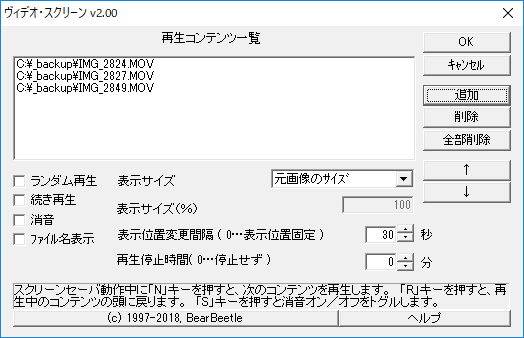 ヴィデオ・スクリーン v2.00
再生コンテンツ一覧
C:¥_backup¥IMG_2824.MOV
C:¥_backup¥IMG_2827.MOV
C:¥_backup¥IMG_2849.MOV
OK
ｷｬﾝｾﾙ
追加
削除
全部削除
↑
↓
ランダム再生
続き再生
消音
ファイル名表示
表示サイズ
元画像のｻｲｽﾞ
表示サイズ(%)
100
表示位置変更間隔 ( 0…表示位置固定 )
30
秒
再生停止時間( 0…停止せず )
0
分
スクリーンセーバ動作中に「N」キーを押すと、次のコンテンツを再生します。 「R」キーを押すと、再
生中のコンテンツの頭に戻ります。 「S」キーを押すと消音オン／オフをトグルします。
(c) 1997-2018, BearBeetle
ヘルプ